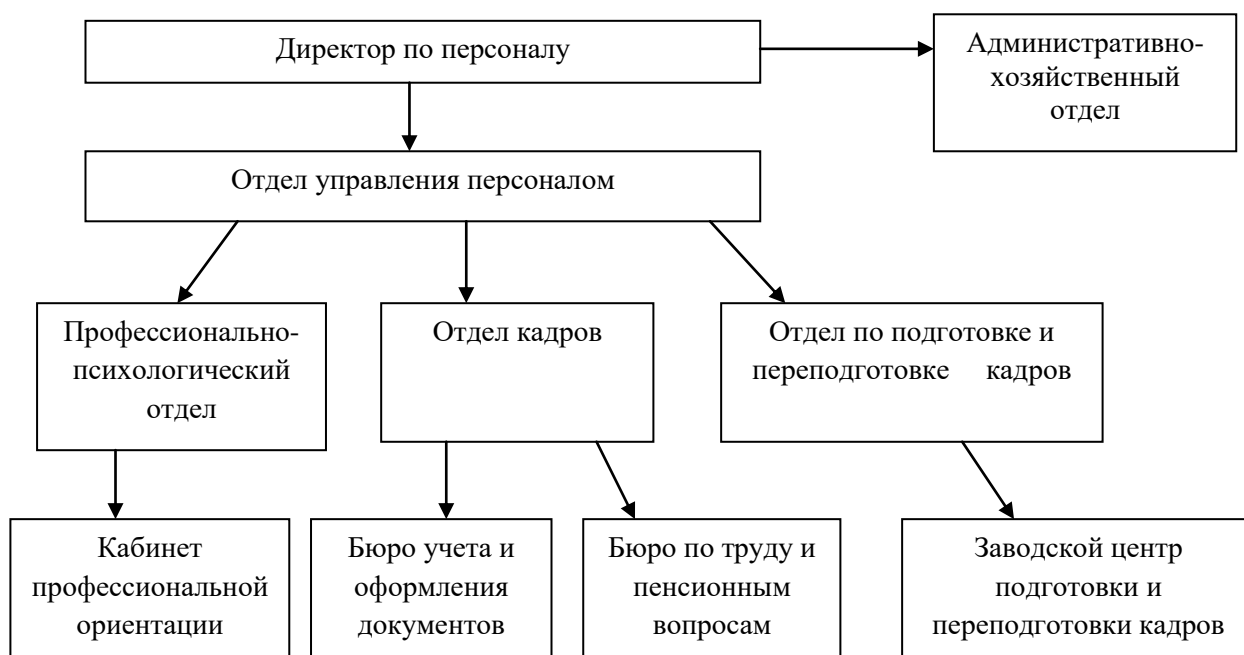 Директор по персоналу
Административно-
хозяйственный
отдел
Отдел управления персоналом
Профессионально-
психологический
отдел
Отдел кадров
Отдел по подготовке и
переподготовке кадров
Кабинет
профессиональной
ориентации
Бюро учета и
оформления
документов
Бюро по труду и
пенсионным
вопросам
Заводской центр
подготовки и
переподготовки кадров